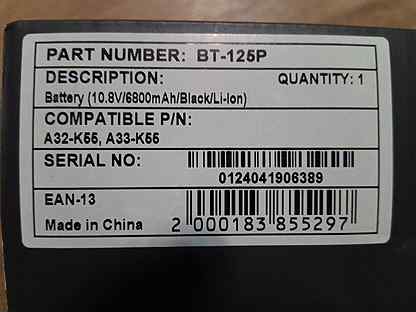 PART NUMBER: BT-125P
DESCRIPTION: QUANTITY: 1
Battery (10.8V/6800mAh/Black/Li-Ion)
COMPATIBLE P/N:
A32-K55, A33-K55
SERIAL NO:
0124041906389
EAN-13
Made in China
2 000183 855297